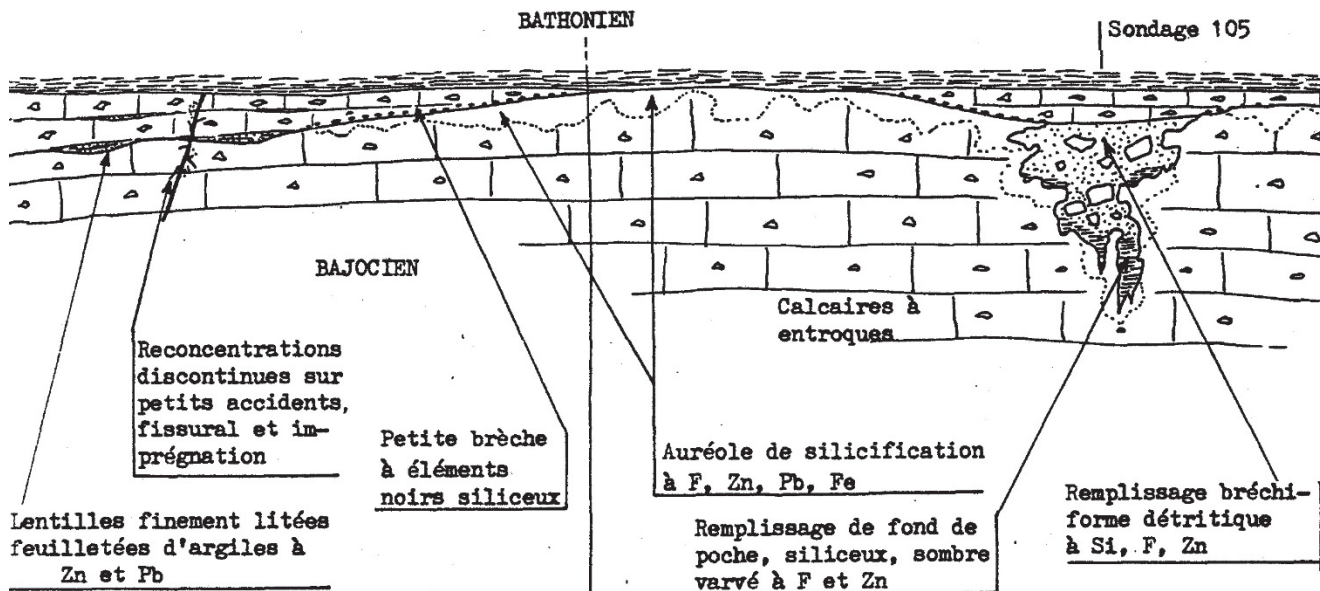 BATHONIEN
Sondage 105
BAJOCIEN
Calcaires à
entroques
Reconcentrations
discontinues sur
petits accidents,
fissural et im-
prégnation
Petite brèche
à éléments
noirs siliceux
Auréole de silicification
à F, Zn, Pb, Fe
Remplissage bréchi-
forme détritique
à Si, F, Zn
Lentilles finement litées
feuilletées d'argiles à
Zn et Pb
Remplissage de fond de
poche, siliceux, sombre
varvé à F et Zn